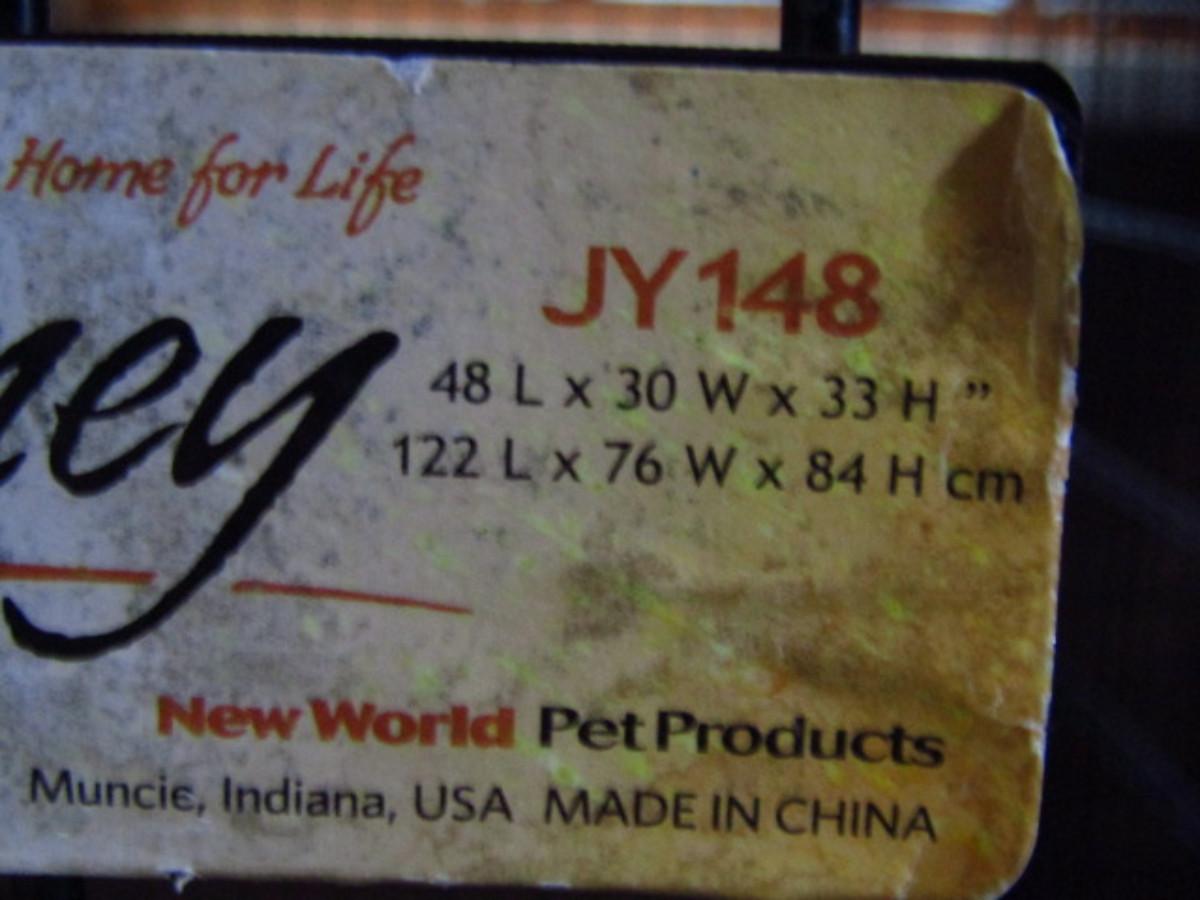 Home for Life
JY148
ney
48 L x 30 W x 33 H ”
122 L x 76 W x 84 H cm
New World Pet Products
Muncie, Indiana, USA MADE IN CHINA